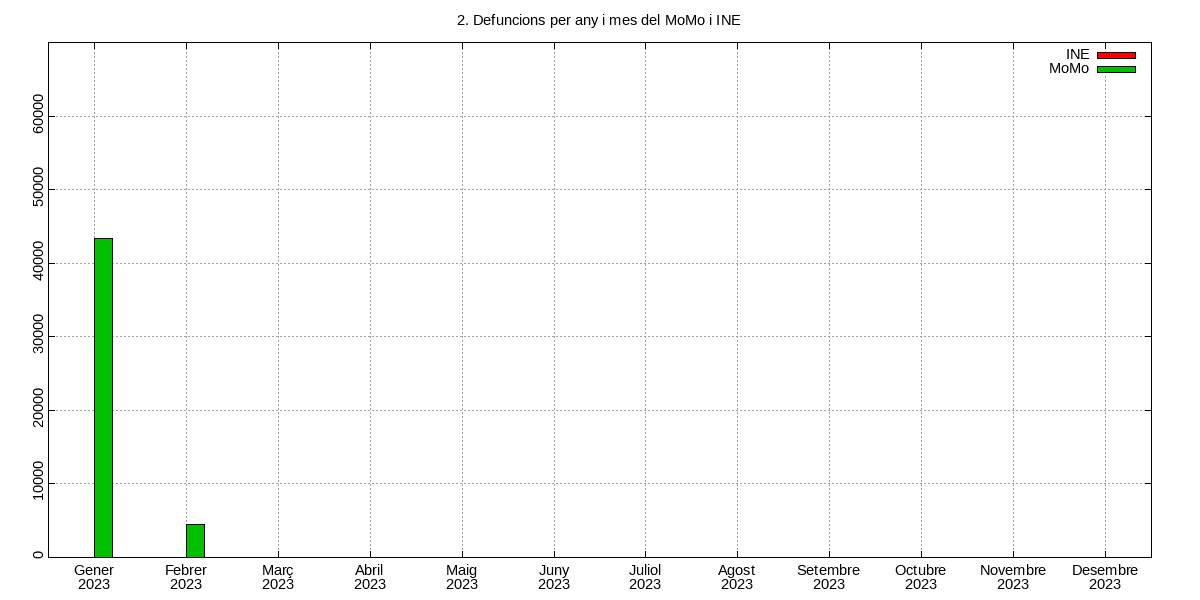 2. Defuncions per any i mes del MoMo i INE
INE
MoMo
60000
50000
40000
30000
20000
10000
0
Gener Febrer Març Abril Maig Juny Juliol Agost Setembre Octubre Novembre Desembre
2023 2023 2023 2023 2023 2023 2023 2023 2023 2023 2023 2023